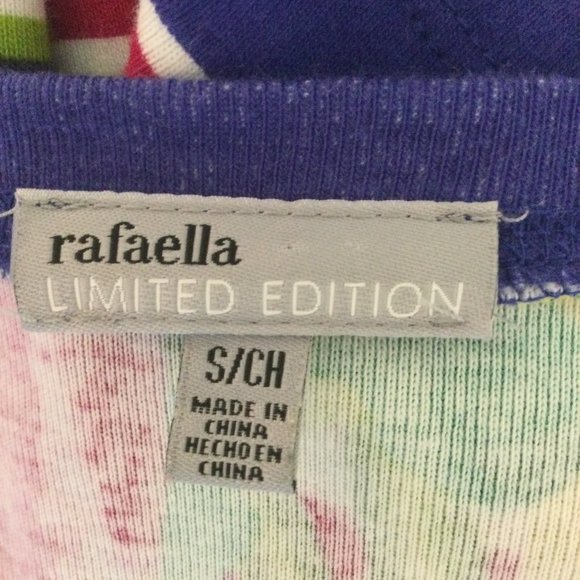 rafaella
LIMITED EDITION
S/CH
MADE IN
CHINA
HECHO EN
CHINA